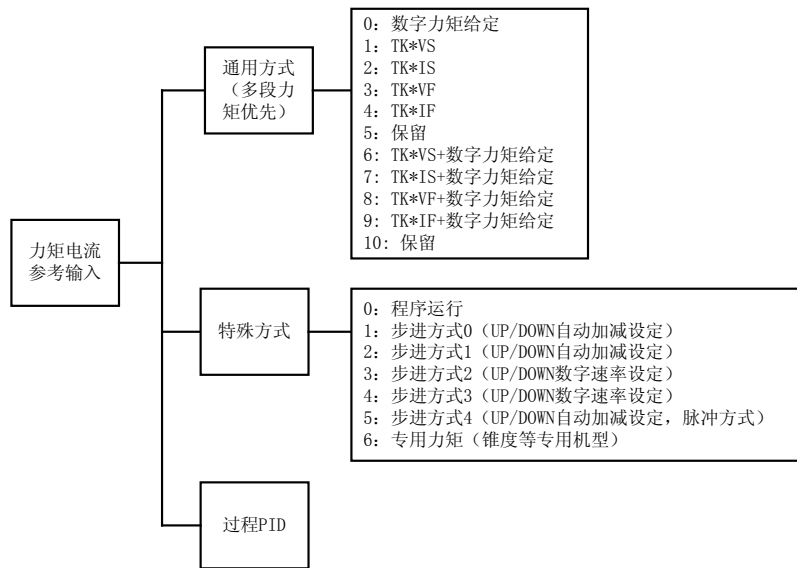 力矩电流
参考输入
通用方式
（多段力
矩优先）
0: 数字力矩给定
1: TK*VS
2: TK*IS
3: TK*VF
4: TK*IF
5: 保留
6: TK*VS+数字力矩给定
7: TK*IS+数字力矩给定
8: TK*VF+数字力矩给定
9: TK*IF+数字力矩给定
10: 保留
特殊方式
0: 程序运行
1: 步进方式0（UP/DOWN自动加减设定）
2: 步进方式1（UP/DOWN自动加减设定）
3: 步进方式2（UP/DOWN数字速率设定）
4: 步进方式3（UP/DOWN数字速率设定）
5: 步进方式4（UP/DOWN自动加减设定，脉冲方式）
6: 专用力矩（锥度等专用机型）
过程PID